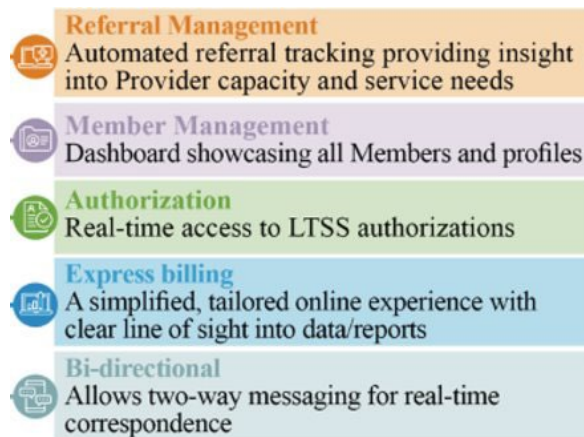 Referral Management
Automated referral tracking providing insight
into Provider capacity and service needs
Member Management
Dashboard showcasing all Members and profiles
Authorization
Real-time access to LTSS authorizations
Express billing
A simplified, tailored online experience with
clear line of sight into data/reports
Bi-directional
Allows two-way messaging for real-time
correspondence